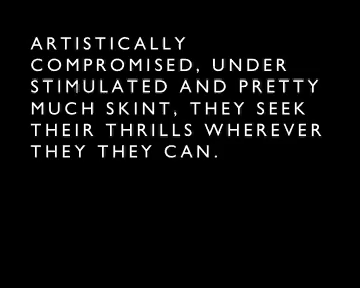 ARTISTICALLY
COMPROMISED, UNDER
STIMULATED AND PRETTY
MUCH SKINT, THEY SEEK
THEIR THRILLS WHEREVER
THEY THEY CAN.